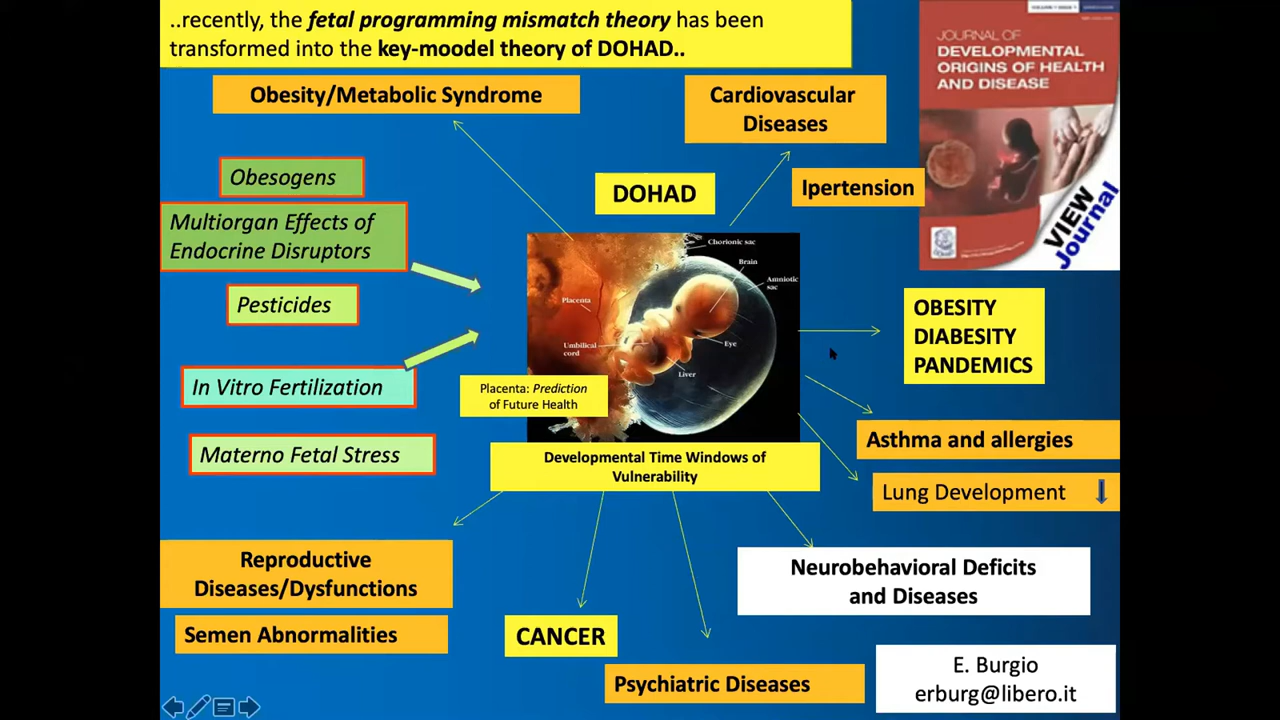 ..recently, the fetal programming mismatch theory has been
transformed into the key-moodel theory of DOHAD..
JOURNAL OF
DEVELOPMENTAL
ORIGINS OF HEALTH
AND DISEASE
VIEW
Journal
Obesity/Metabolic Syndrome
Cardiovascular
Diseases
Ipertension
DOHAD
Obesogens
Multiorgan Effects of
Endocrine Disruptors
Pesticides
In Vitro Fertilization
Materno Fetal Stress
Chorionic sac
Brain
Amniotic
sac
Placenta
Umbilical
cord
Eye
Liver
Placenta: Prediction
of Future Health
Developmental Time Windows of
Vulnerability
OBESITY
DIABESITY
PANDEMICS
Asthma and allergies
Lung Development
Neurobehavioral Deficits
and Diseases
Reproductive
Diseases/Dysfunctions
Semen Abnormalities
CANCER
Psychiatric Diseases
E. Burgio
erburg@libero.it